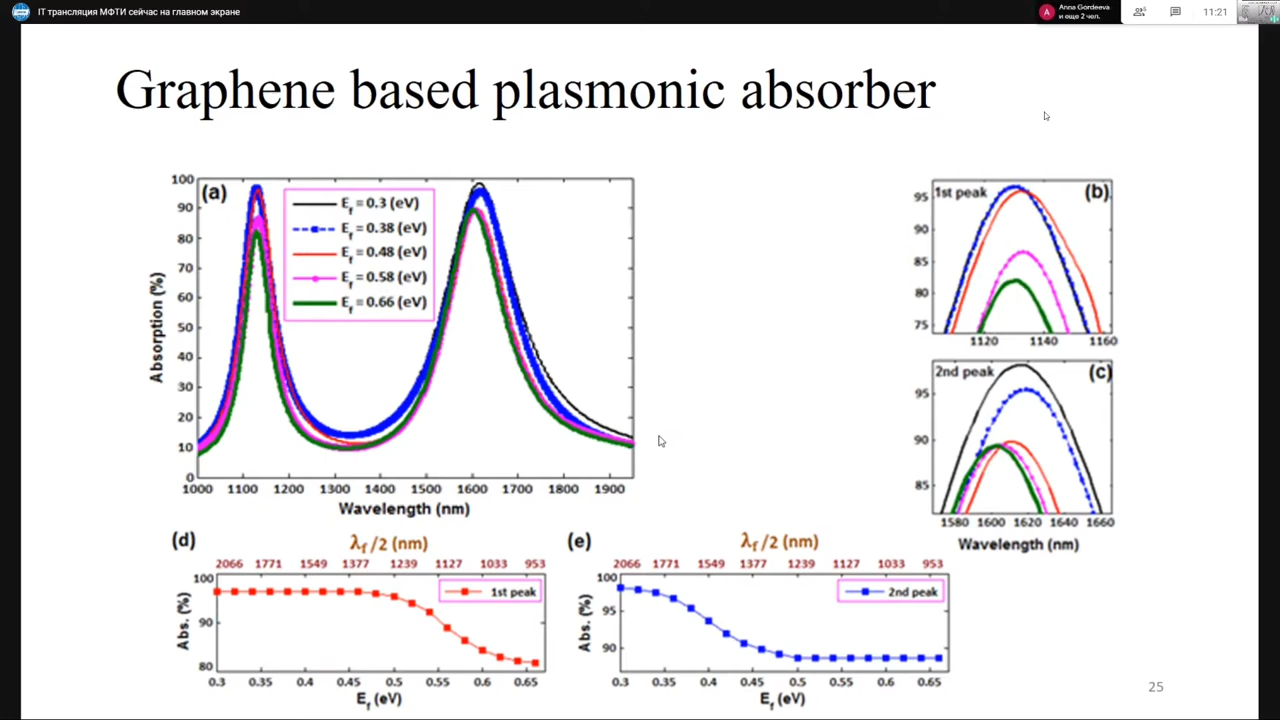 IT трансляция МФТИ сейчас на главном экране
A
Anna Gordeeva
и еще 2 чел.
11:21
Graphene based plasmonic absorber
(a)
100
90
80
70
60
50
40
30
20
10
0
Absorption (%)
E_f = 0.3 (eV)
E_f = 0.38 (eV)
E_f = 0.48 (eV)
E_f = 0.58 (eV)
E_f = 0.66 (eV)
1000 1100 1200 1300 1400 1500 1600 1700 1800 1900
Wavelength (nm)
1st peak (b)
95
90
85
80
75
1120 1140 1160
2nd peak (c)
95
90
85
1580 1600 1620 1640 1660
Wavelength (nm)
(d) λ_f /2 (nm)
2066 1771 1549 1377 1239 1127 1033 953
100
90
80
Abs. (%)
1st peak
0.3 0.35 0.4 0.45 0.5 0.55 0.6 0.65
E_f (eV)
(e) λ_f /2 (nm)
2066 1771 1549 1377 1239 1127 1033 953
100
95
90
Abs. (%)
2nd peak
0.3 0.35 0.4 0.45 0.5 0.55 0.6 0.65
E_f (eV)
25